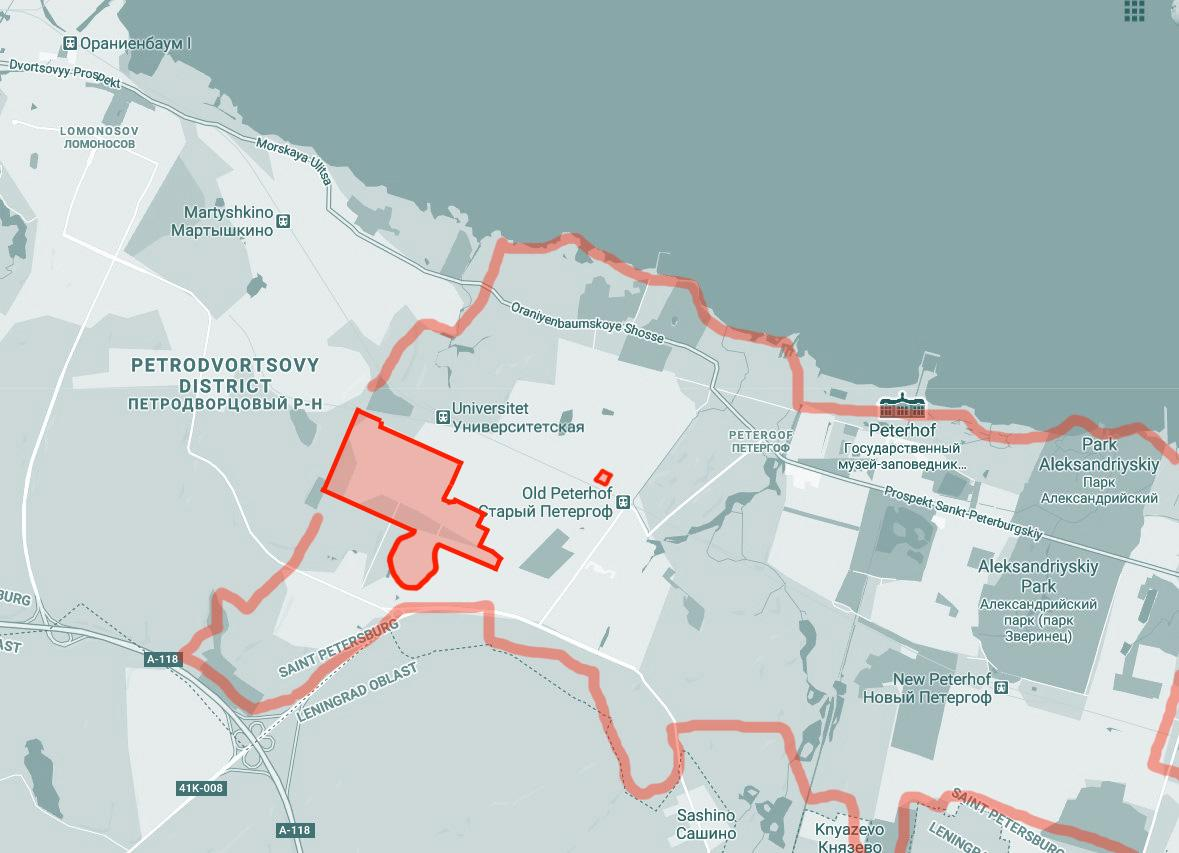 Ораниенбаум I
Dvortsovyy Prospekt
LOMONOSOV
ЛОМОНОСОВ
Morskaya Ulitsa
Martyshkino
Мартышкино
Oraniyenbaumskoye Shosse
PETRODVORTSOVY
DISTRICT
ПЕТРОДВОРЦОВЫЙ Р-Н
Universitet
Университетская
PETERGOF
ПЕТЕРГОФ
Peterhof
Государственный
музей-заповедник...
Park
Aleksandriyskiy
Парк
Александрийский
Old Peterhof
Старый Петергоф
Prospekt Sankt-Peterburgskiy
Aleksandriyskiy
Park
Александрийский
парк (парк
Зверинец)
BURG
AST
A-118
SAINT PETERSBURG
LENINGRAD OBLAST
New Peterhof
Новый Петергоф
41K-008
A-118
Sashino
Сашино
Knyazevo
Князево
SAINT PETERSBURG
LENINGRA